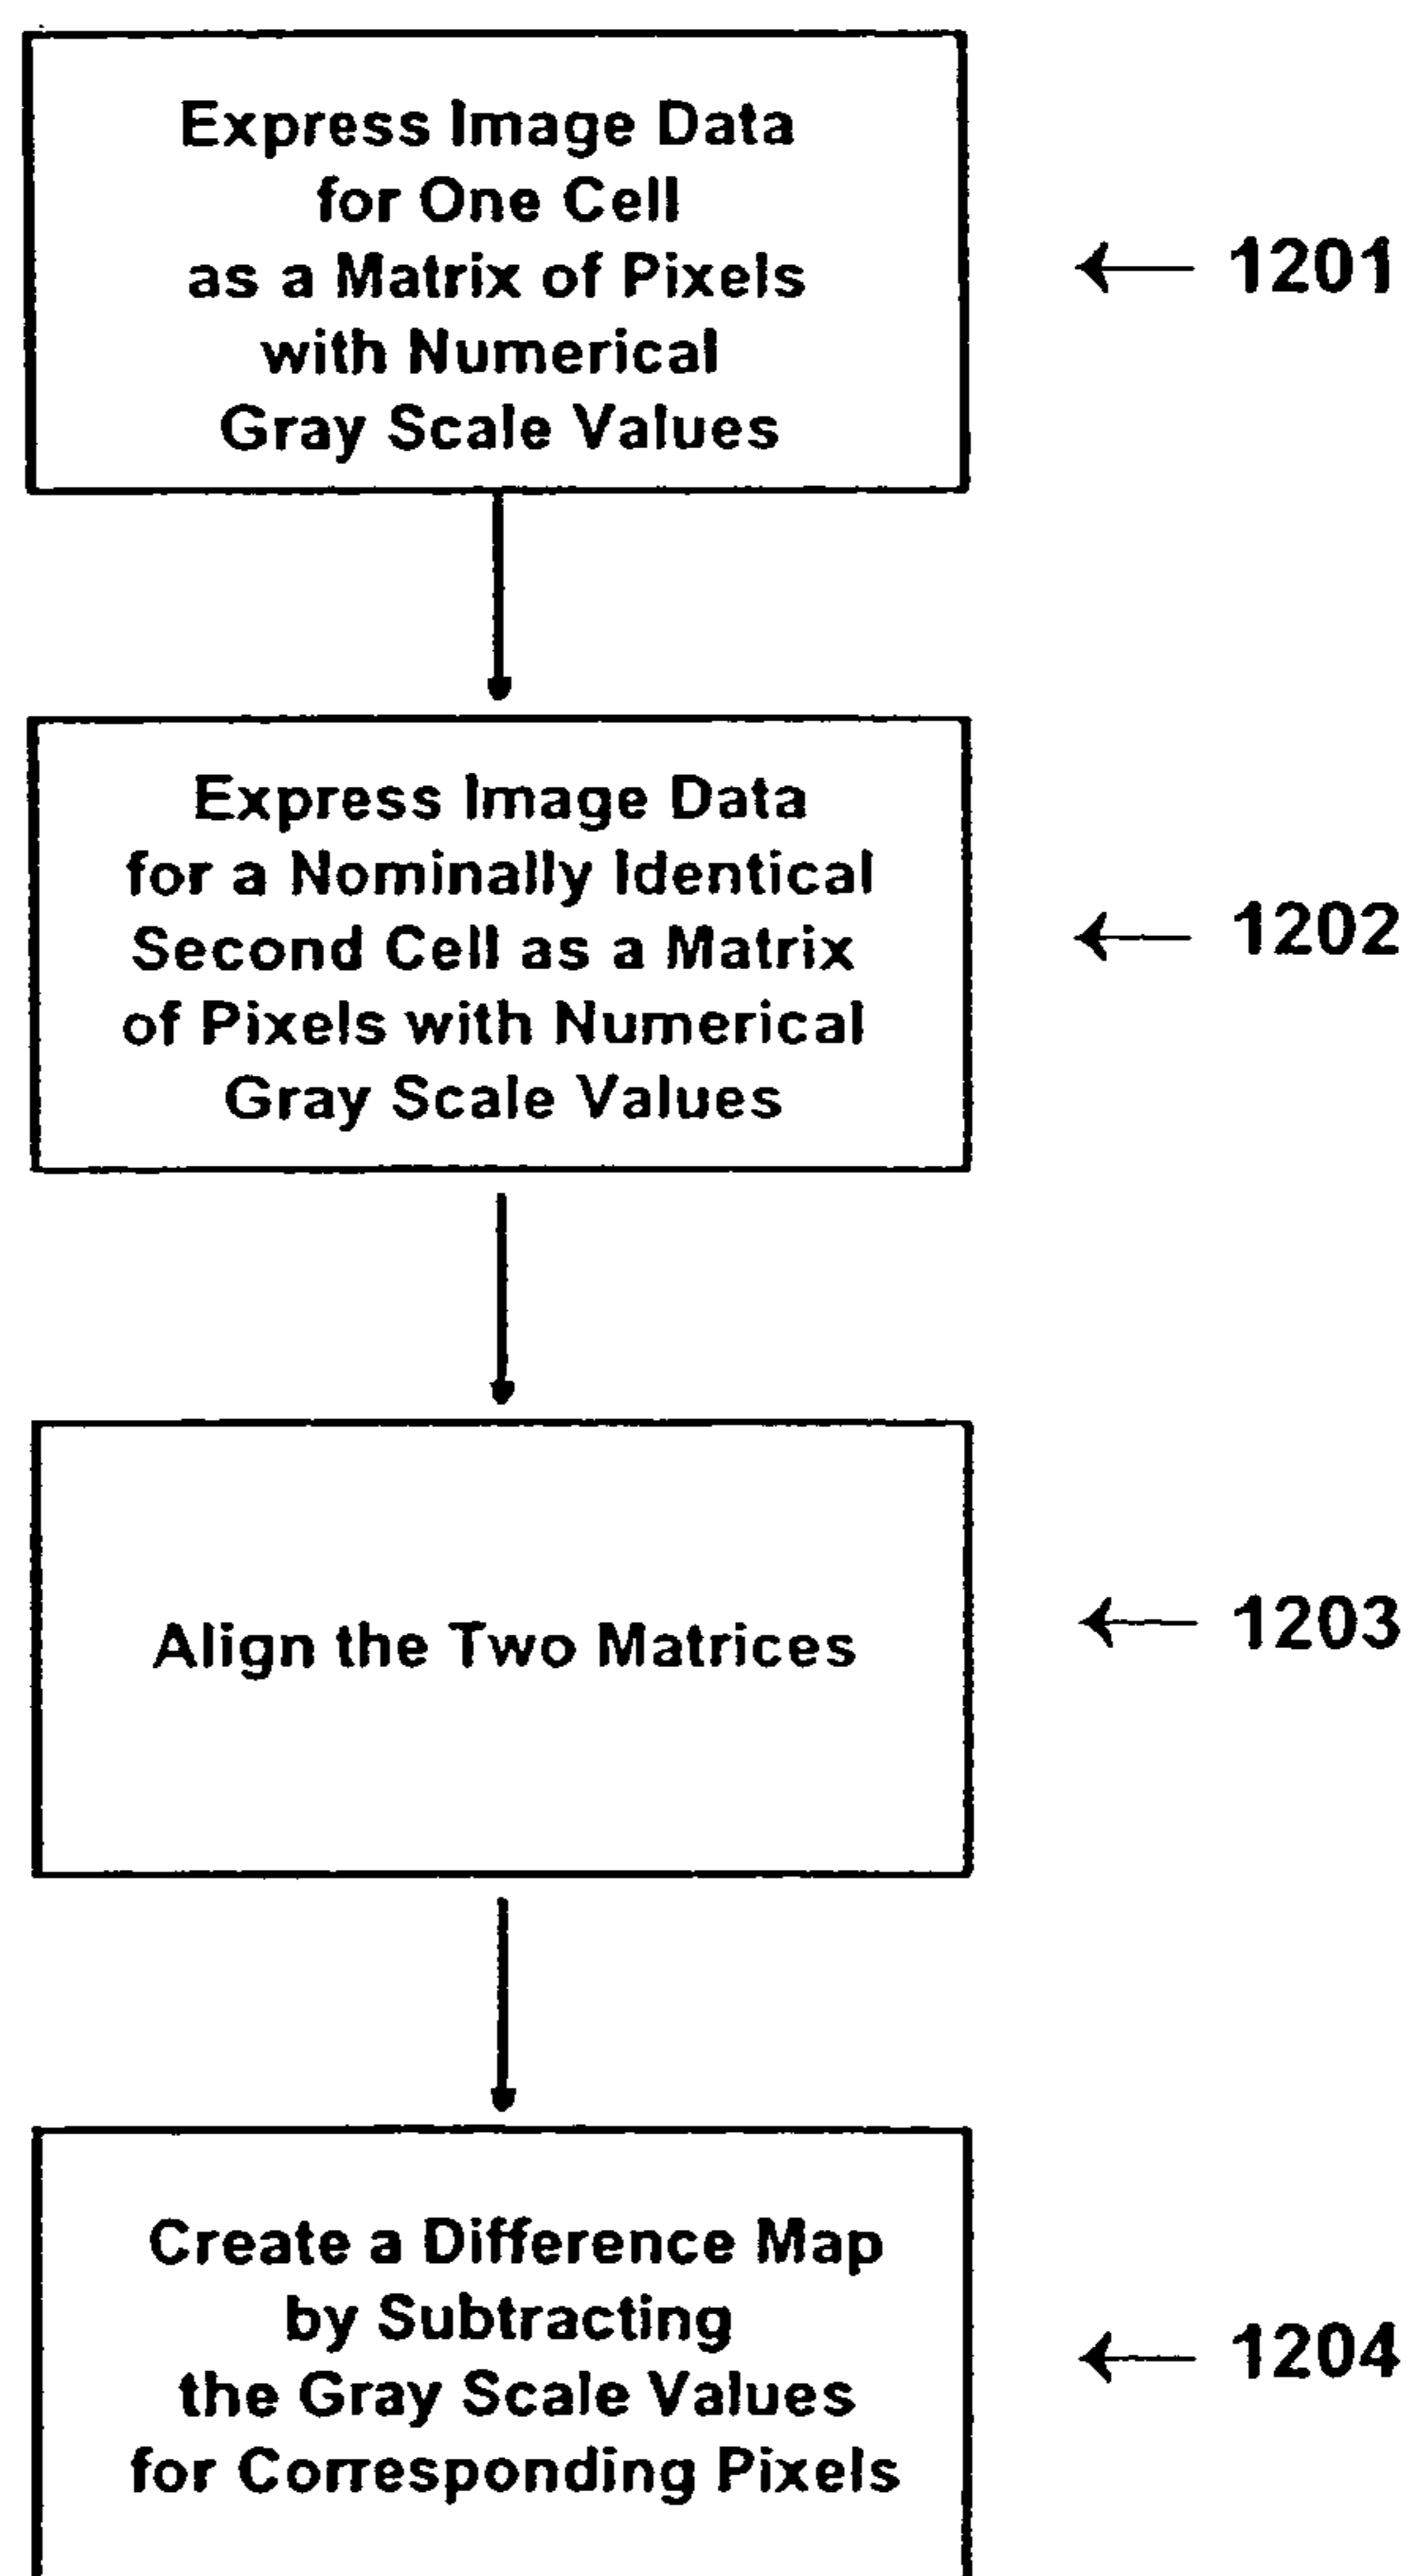 Express Image Data
for One Cell
as a Matrix of Pixels
with Numerical
Gray Scale Values
1201
Express Image Data
for a Nominally Identical
Second Cell as a Matrix
of Pixels with Numerical
Gray Scale Values
1202
Align the Two Matrices
1203
Create a Difference Map
by Subtracting
the Gray Scale Values
for Corresponding Pixels
1204